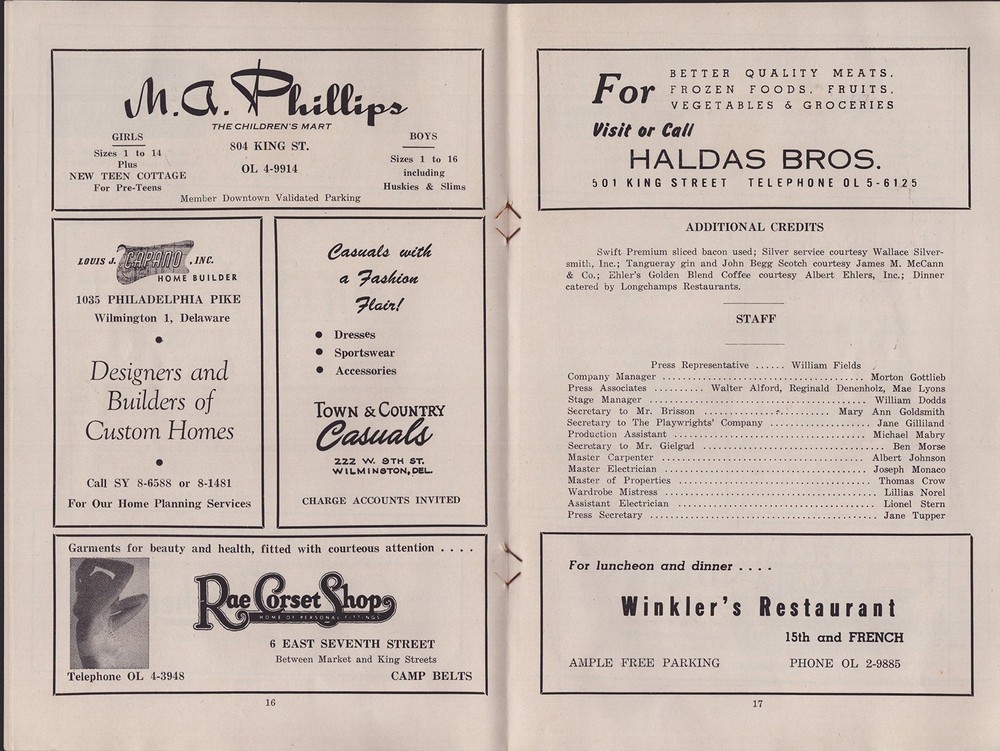 M. A. Phillips
THE CHILDREN'S MART
GIRLS
Sizes 1 to 14
Plus
NEW TEEN COTTAGE
For Pre-Teens
804 KING ST.
OL 4-9914
BOYS
Sizes 1 to 16
including
Huskies & Slims
Member Downtown Validated Parking
LOUIS J. CAPANO, INC.
HOME BUILDER
1035 PHILADELPHIA PIKE
Wilmington 1, Delaware
Designers and
Builders of
Custom Homes
Call SY 8-6588 or 8-1481
For Our Home Planning Services
Casuals with
a Fashion
Flair!
● Dresses
● Sportswear
● Accessories
TOWN & COUNTRY
Casuals
222 W. 9TH ST.
WILMINGTON, DEL.
CHARGE ACCOUNTS INVITED
Garments for beauty and health, fitted with courteous attention . . . .
Rae Corset Shop
HOME OF PERSONAL FITTINGS
6 EAST SEVENTH STREET
Between Market and King Streets
Telephone OL 4-3948 CAMP BELTS
16
For
BETTER QUALITY MEATS,
FROZEN FOODS, FRUITS,
VEGETABLES & GROCERIES
Visit or Call
HALDAS BROS.
501 KING STREET TELEPHONE OL 5-6125
ADDITIONAL CREDITS
Swift Premium sliced bacon used; Silver service courtesy Wallace Silver-
smith, Inc.; Tangueray gin and John Begg Scotch courtesy James M. McCann
& Co.; Ehler's Golden Blend Coffee courtesy Albert Ehlers, Inc.; Dinner
catered by Longchamps Restaurants.
STAFF
Press Representative ...... William Fields
Company Manager ........................................ Morton Gottlieb
Press Associates .......... Walter Alford, Reginald Denenholz, Mae Lyons
Stage Manager ........................................... William Dodds
Secretary to Mr. Brisson ......................... Mary Ann Goldsmith
Secretary to The Playwrights' Company .................... Jane Gilliland
Production Assistant ...................................... Michael Mabry
Secretary to Mr. Gielgud ..................................... Ben Morse
Master Carpenter ......................................... Albert Johnson
Master Electrician ......................................... Joseph Monaco
Master of Properties ....................................... Thomas Crow
Wardrobe Mistress .......................................... Lillias Norel
Assistant Electrician ........................................ Lionel Stern
Press Secretary ............................................. Jane Tupper
For luncheon and dinner . . . .
Winkler's Restaurant
15th and FRENCH
AMPLE FREE PARKING PHONE OL 2-9885
17